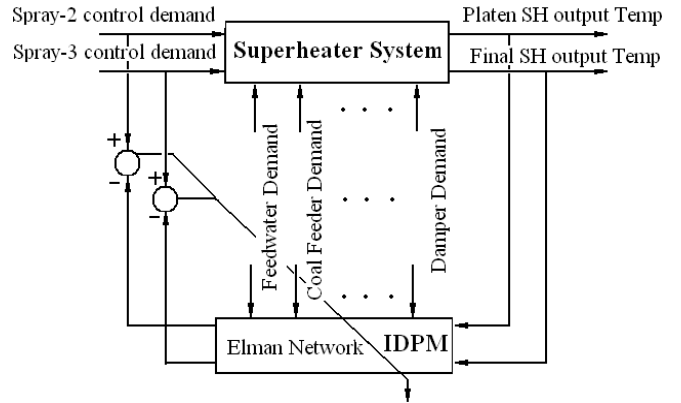 Spray-2 control demand
Platen SH output Temp
Superheater System
Spray-3 control demand
Final SH output Temp
+
-
+
-
Feedwater Demand
Coal Feeder Demand
. . .
. . .
. . .
Damper Demand
Elman Network
IDPM